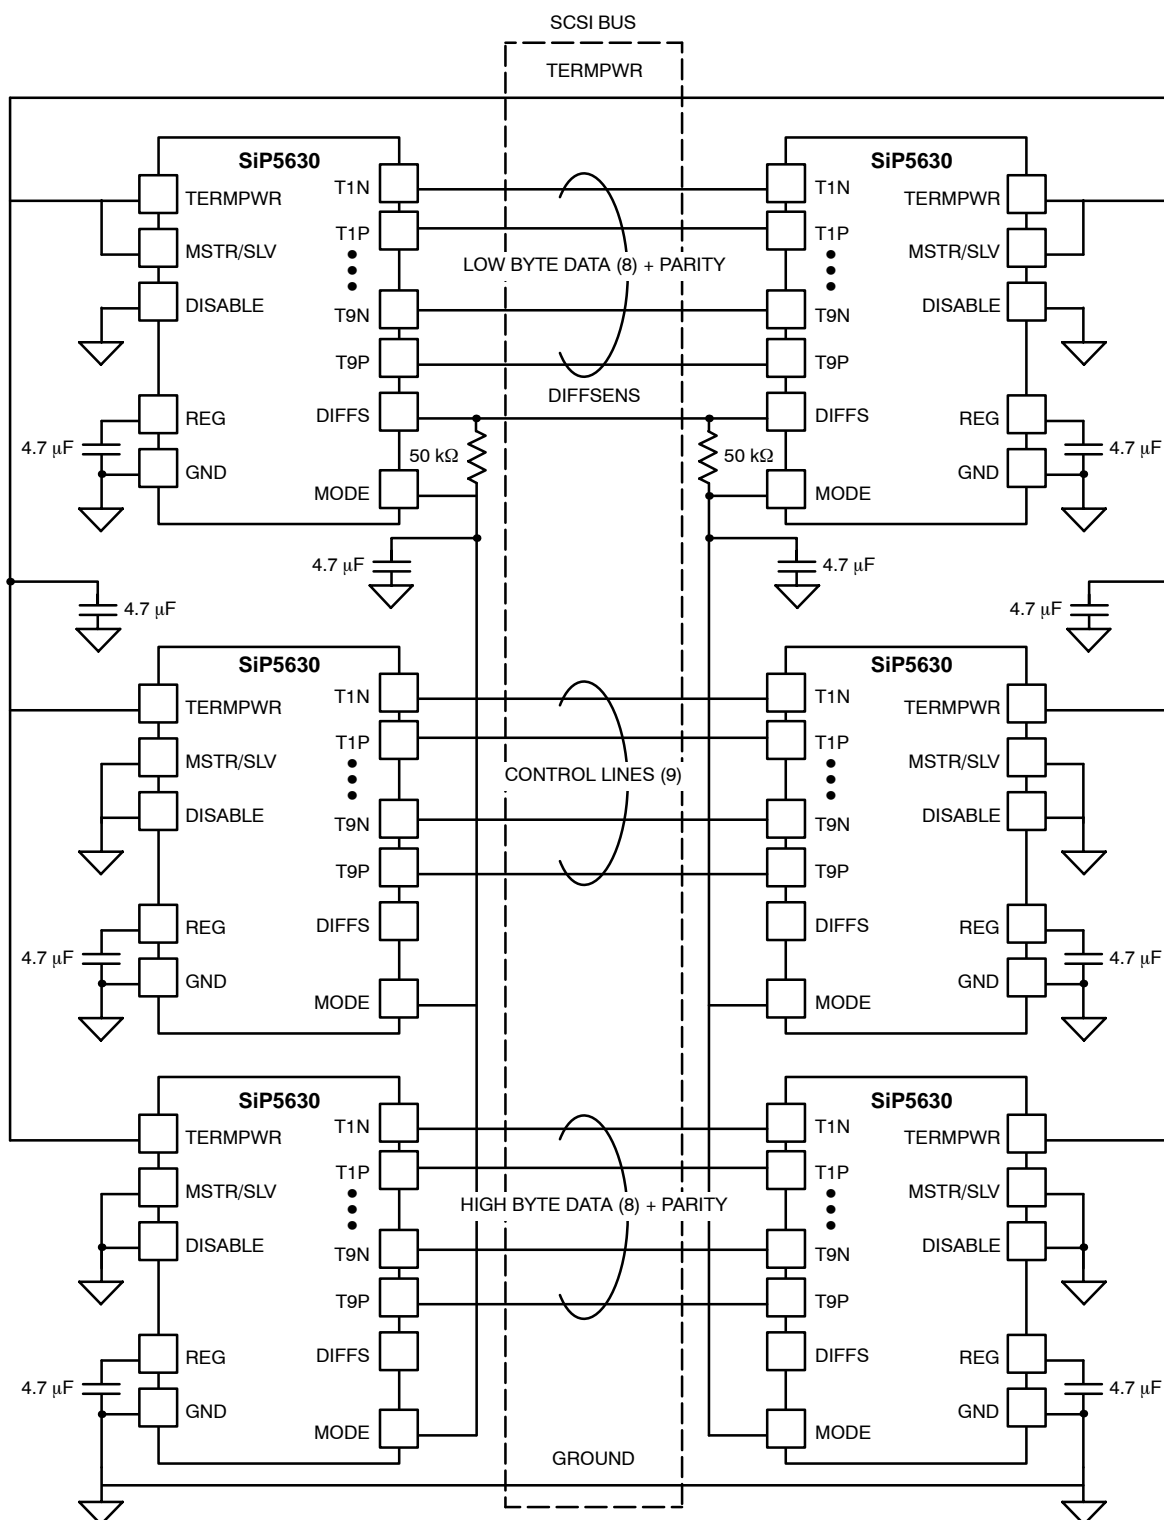 SCSI BUS
TERMPWR
SiP5630
TERMPWR
MSTR/SLV
DISABLE
REG
GND
T1N
T1P
T9N
T9P
DIFFS
MODE
4.7 µF
LOW BYTE DATA (8) + PARITY
DIFFSENS
50 kΩ
50 kΩ
SiP5630
T1N
T1P
T9N
T9P
DIFFS
MODE
TERMPWR
MSTR/SLV
DISABLE
REG
GND
4.7 µF
4.7 µF
4.7 µF
4.7 µF
4.7 µF
SiP5630
TERMPWR
MSTR/SLV
DISABLE
REG
GND
T1N
T1P
T9N
T9P
DIFFS
MODE
4.7 µF
CONTROL LINES (9)
SiP5630
T1N
T1P
T9N
T9P
DIFFS
MODE
TERMPWR
MSTR/SLV
DISABLE
REG
GND
4.7 µF
SiP5630
TERMPWR
MSTR/SLV
DISABLE
REG
GND
T1N
T1P
T9N
T9P
DIFFS
MODE
4.7 µF
HIGH BYTE DATA (8) + PARITY
SiP5630
T1N
T1P
T9N
T9P
DIFFS
MODE
TERMPWR
MSTR/SLV
DISABLE
REG
GND
4.7 µF
GROUND